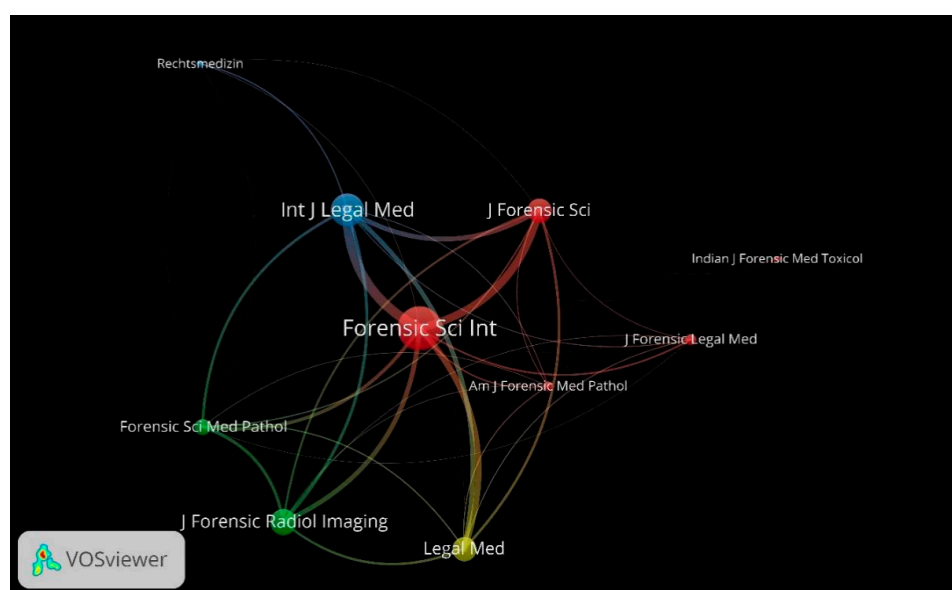 Rechtsmedizin
Int J Legal Med
J Forensic Sci
Indian J Forensic Med Toxicol
Forensic Sci Int
J Forensic Legal Med
Am J Forensic Med Pathol
Forensic Sci Med Pathol
J Forensic Radiol Imaging
Legal Med
VOSviewer